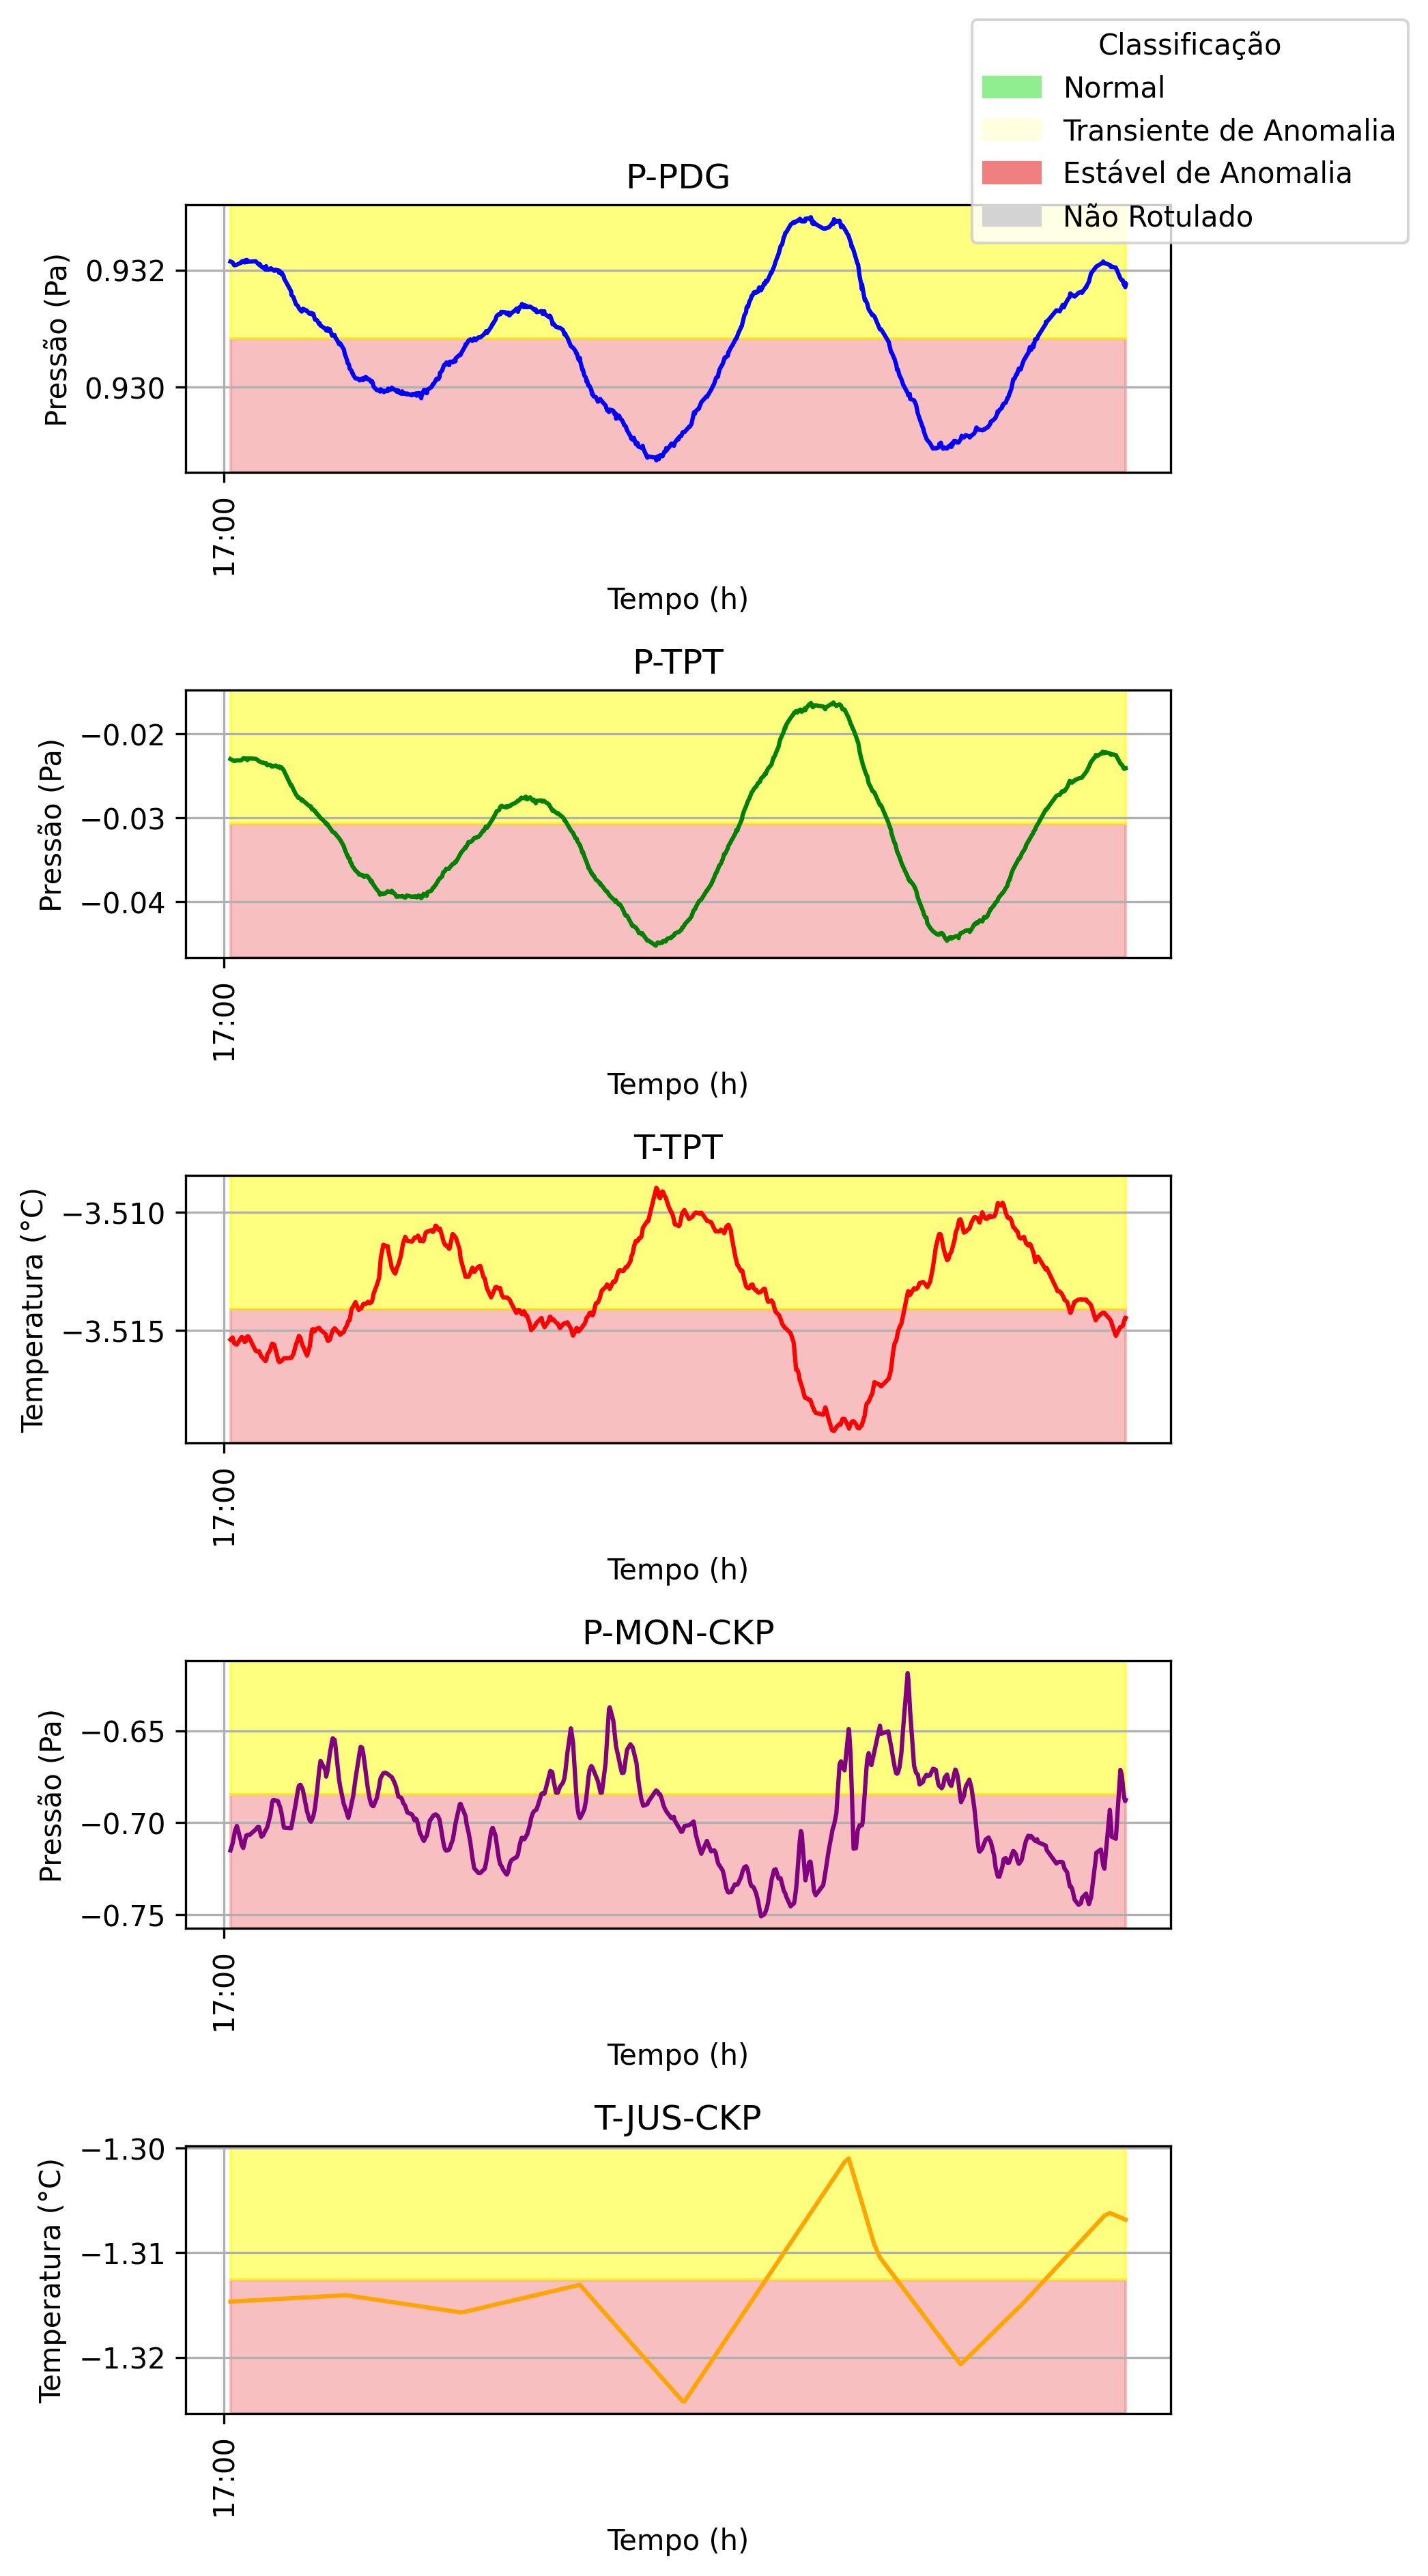 Classificação
Normal
Transiente de Anomalia
Estável de Anomalia
Não Rotulado
P-PDG
Pressão (Pa)
0.932
0.930
17:00
Tempo (h)
P-TPT
Pressão (Pa)
−0.02
−0.03
−0.04
17:00
Tempo (h)
T-TPT
Temperatura (°C)
−3.510
−3.515
17:00
Tempo (h)
P-MON-CKP
Pressão (Pa)
−0.65
−0.70
−0.75
17:00
Tempo (h)
T-JUS-CKP
Temperatura (°C)
−1.30
−1.31
−1.32
17:00
Tempo (h)